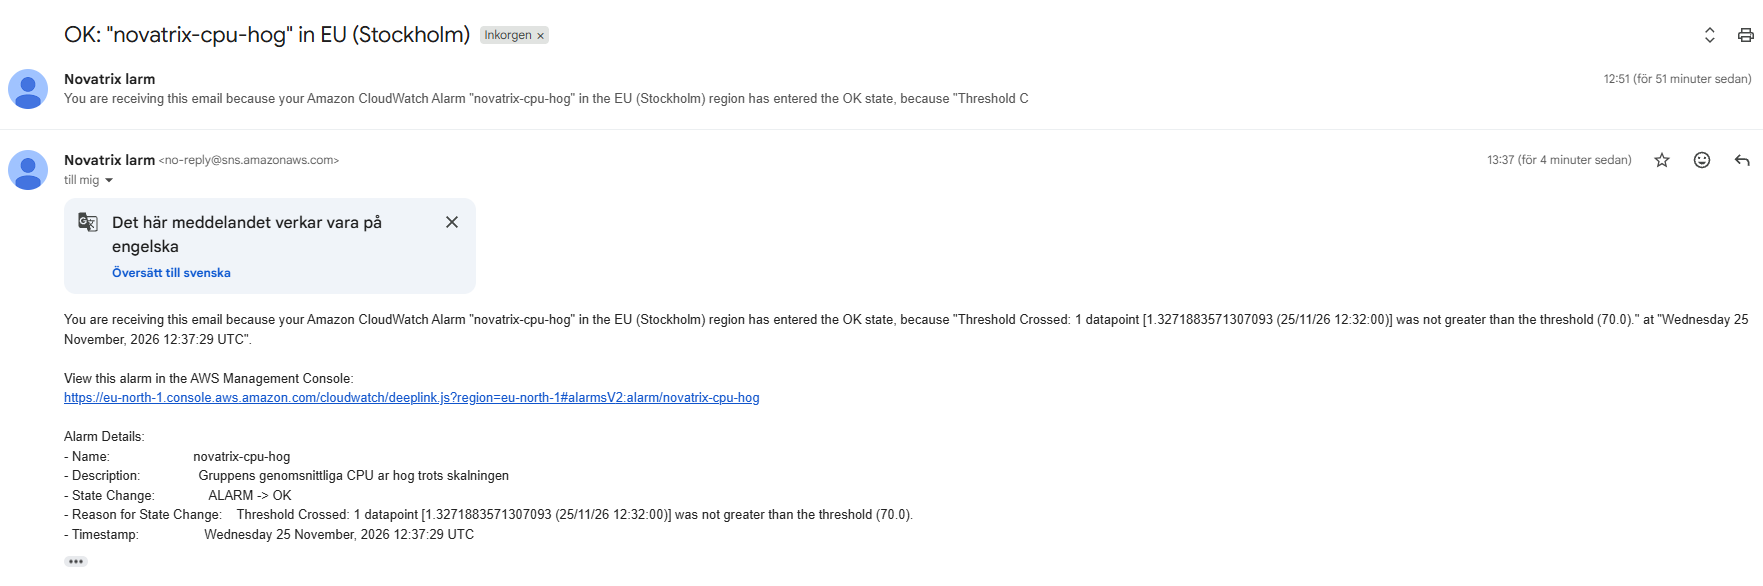 OK: "novatrix-cpu-hog" in EU (Stockholm) Inkorgen ×
Novatrix larm 12:51 (för 51 minuter sedan)
You are receiving this email because your Amazon CloudWatch Alarm "novatrix-cpu-hog" in the EU (Stockholm) region has entered the OK state, because "Threshold C
Novatrix larm <no-reply@sns.amazonaws.com> 13:37 (för 4 minuter sedan)
till mig
Det här meddelandet verkar vara på
engelska
Översätt till svenska
You are receiving this email because your Amazon CloudWatch Alarm "novatrix-cpu-hog" in the EU (Stockholm) region has entered the OK state, because "Threshold Crossed: 1 datapoint [1.3271883571307093 (25/11/26 12:32:00)] was not greater than the threshold (70.0)." at "Wednesday 25
November, 2026 12:37:29 UTC".
View this alarm in the AWS Management Console:
https://eu-north-1.console.aws.amazon.com/cloudwatch/deeplink.js?region=eu-north-1#alarmsV2:alarm/novatrix-cpu-hog
Alarm Details:
- Name: novatrix-cpu-hog
- Description: Gruppens genomsnittliga CPU ar hog trots skalningen
- State Change: ALARM -> OK
- Reason for State Change: Threshold Crossed: 1 datapoint [1.3271883571307093 (25/11/26 12:32:00)] was not greater than the threshold (70.0).
- Timestamp: Wednesday 25 November, 2026 12:37:29 UTC